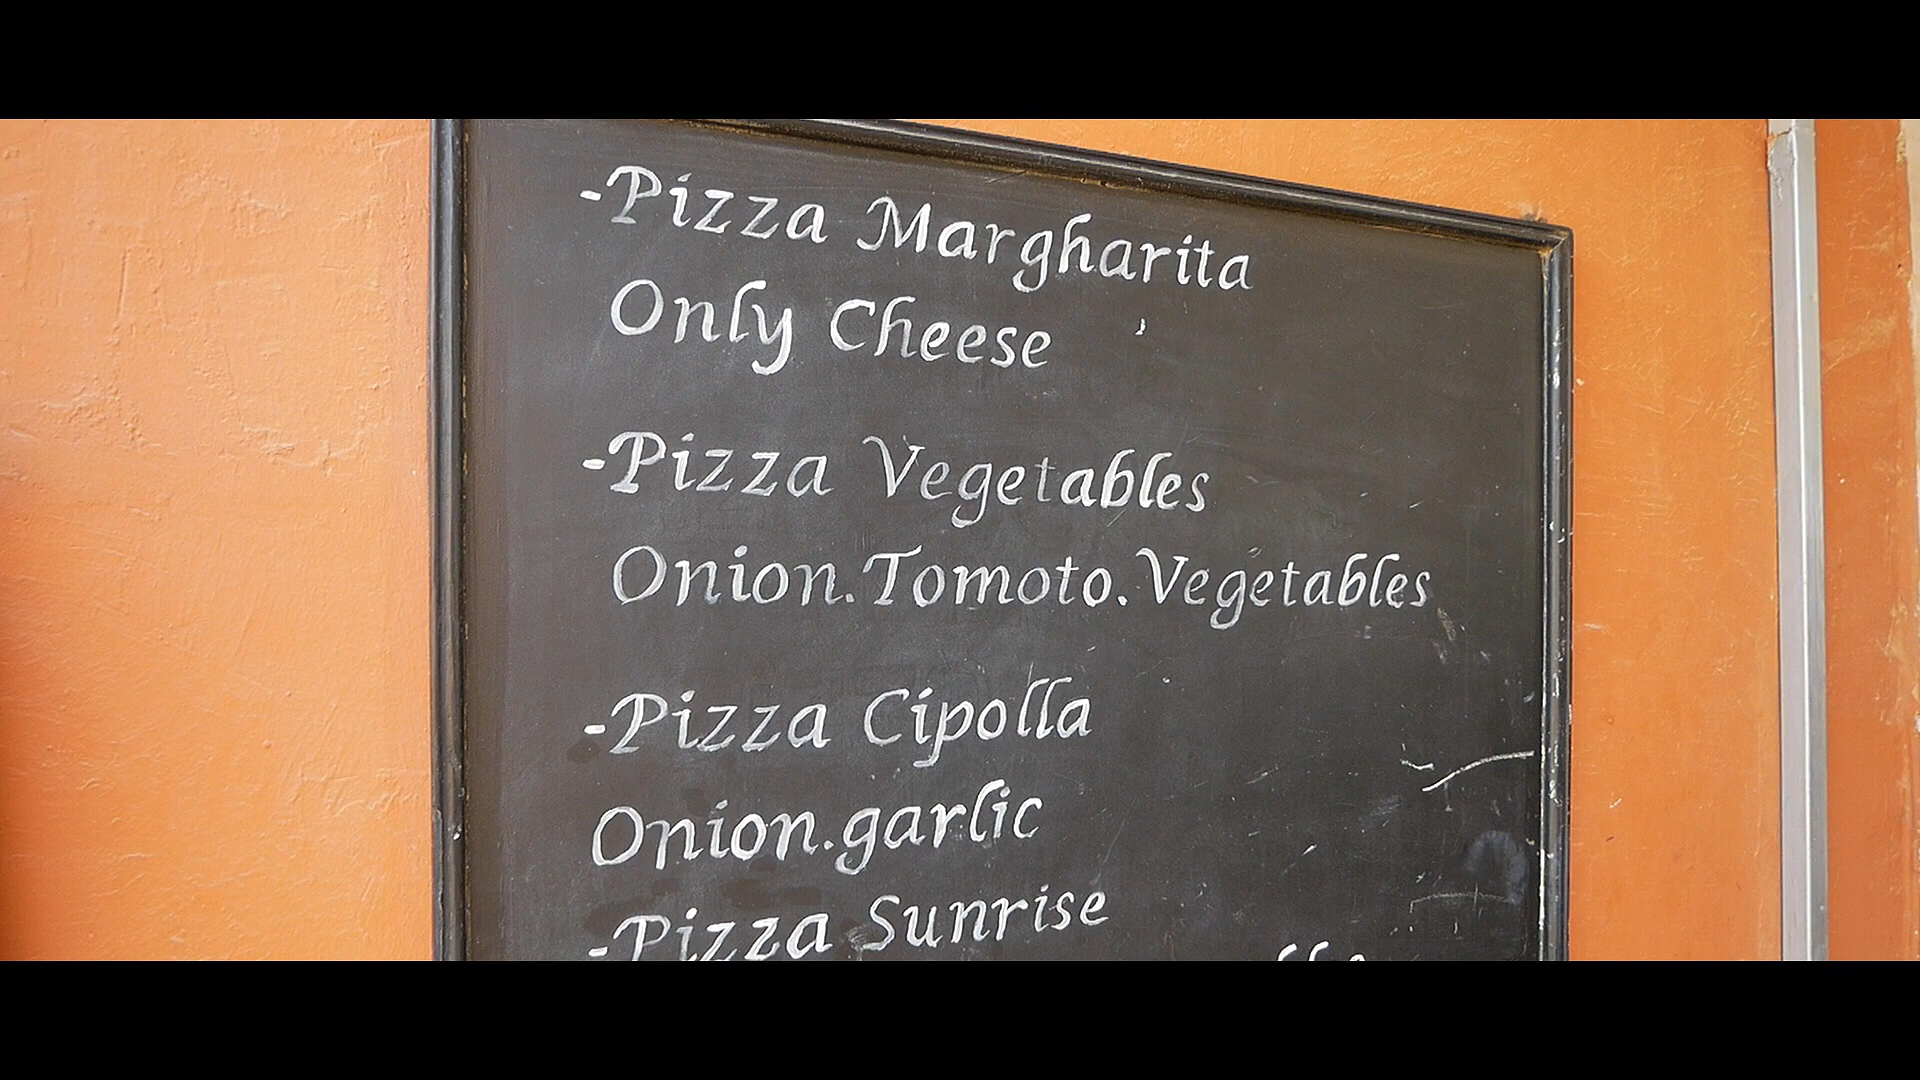 -Pizza Margharita
Only Cheese
-Pizza Vegetables
Onion.Tomoto.Vegetables
-Pizza Cipolla
Onion.garlic
-Pizza Sunrise